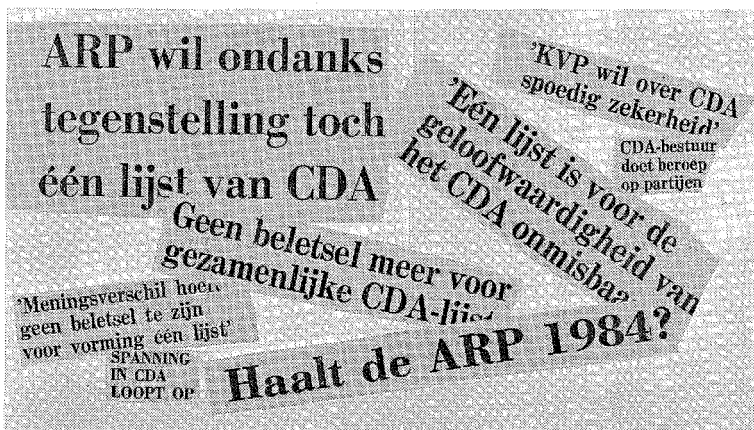 ARP wil ondanks
tegenstelling toch
één lijst van CDA
'KVP wil over CDA
spoedig zekerheid'
CDA-bestuur
doet beroep
op partijen
'Eén lijst is voor de
geloofwaardigheid van
het CDA
Geen beletsel meer voor
gezamenlijke CDA-lijst
'Meningsverschil
geen beletsel te zijn
voor vorming één lijst'
SPANNING
IN CDA
LOOPT OP
Haalt de ARP 1984?